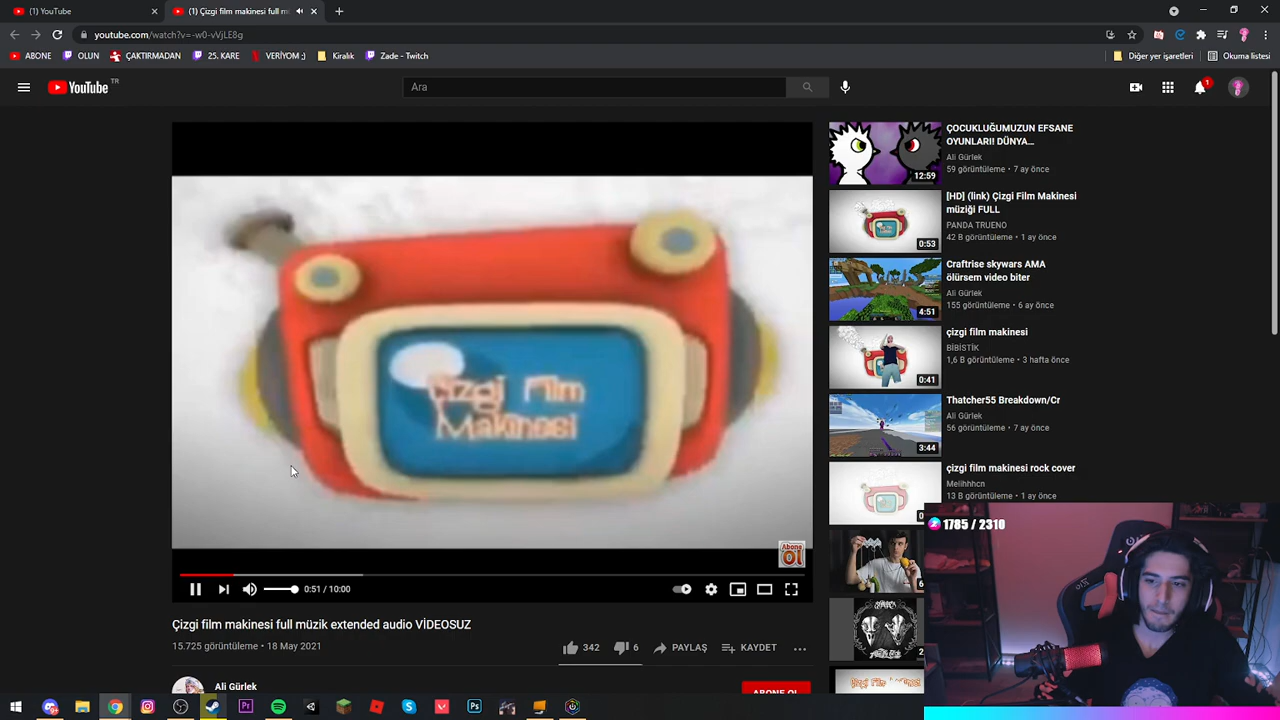 (1) YouTube
(1) Çizgi film makinesi full m
youtube.com/watch?v=-w0-vVjLE8g
ABONE
OLUN
ÇAKTIRMADAN
25. KARE
VERİYOM ;)
Kiralık
Zade - Twitch
Diğer yer işaretleri
Okuma listesi
YouTube TR
Ara
1
Çizgi Film
Makinesi
Abone
Ol
0:51 / 10:00
Çizgi film makinesi full müzik extended audio VİDEOSUZ
15.725 görüntüleme • 18 May 2021
342
6
PAYLAŞ
KAYDET
Ali Gürlek
ABONE OL
12:59
ÇOCUKLUĞUMUZUN EFSANE
OYUNLARI! DÜNYA...
Ali Gürlek
59 görüntüleme • 7 ay önce
0:53
[HD] (link) Çizgi Film Makinesi
müziği FULL
PANDA TRUENO
42 B görüntüleme • 1 ay önce
4:51
Craftrise skywars AMA
ölürsem video biter
Ali Gürlek
155 görüntüleme • 6 ay önce
0:41
çizgi film makinesi
BİBİSTİK
1,6 B görüntüleme • 3 hafta önce
3:44
Thatcher55 Breakdown/Cr
Ali Gürlek
56 görüntüleme • 7 ay önce
çizgi film makinesi rock cover
Melihhhcn
13 B görüntüleme • 1 ay önce
1785 / 2310